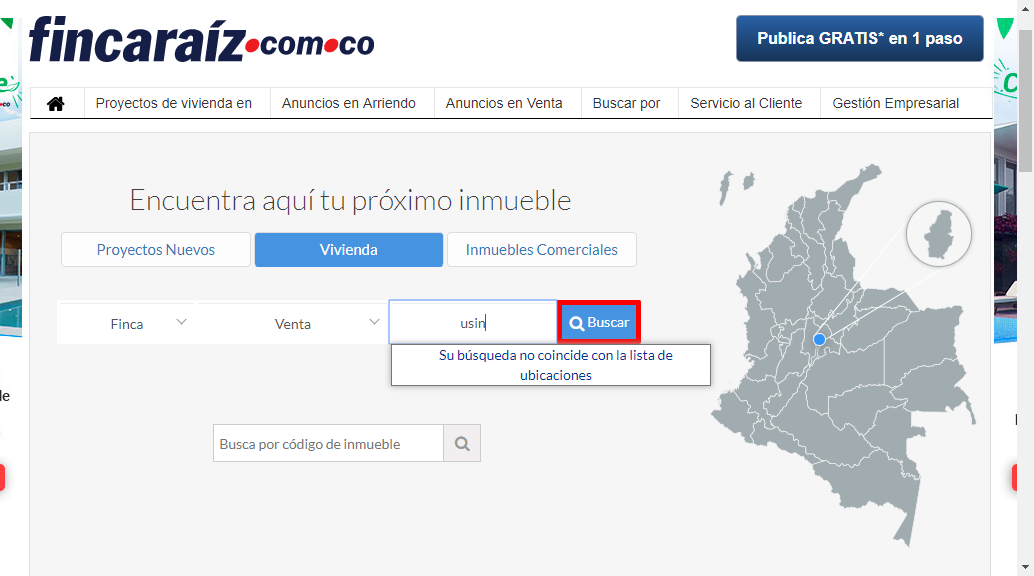 fincaraíz.com.co
Publica GRATIS* en 1 paso
Proyectos de vivienda en
Anuncios en Arriendo
Anuncios en Venta
Buscar por
Servicio al Cliente
Gestión Empresarial
Encuentra aquí tu próximo inmueble
Proyectos Nuevos
Vivienda
Inmuebles Comerciales
Finca
Venta
usin
Buscar
Su búsqueda no coincide con la lista de
ubicaciones
Busca por código de inmueble